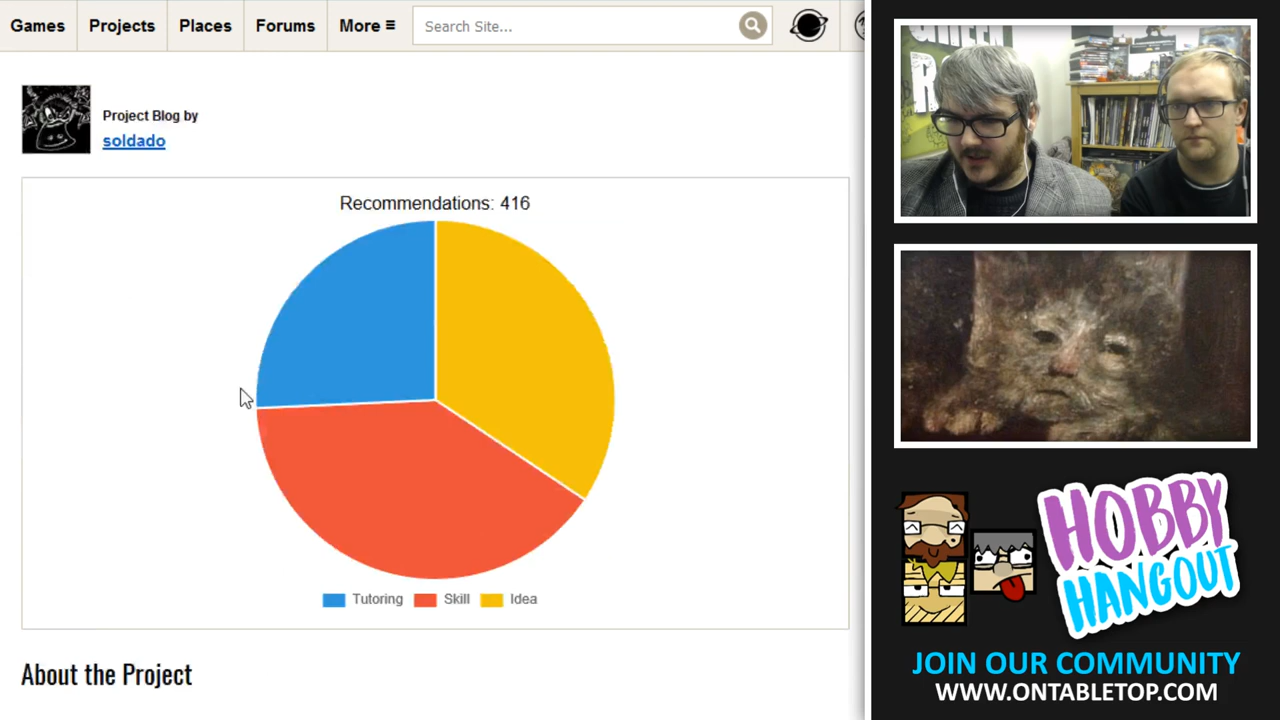 Games Projects Places Forums More ≡ Search Site...
Project Blog by
soldado
Recommendations: 416
Tutoring Skill Idea
About the Project
HOBBY
HANGOUT
JOIN OUR COMMUNITY
WWW.ONTABLETOP.COM